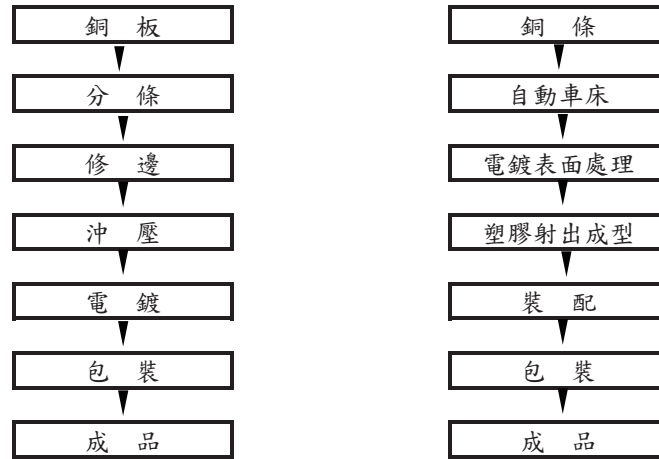 銅 板
分 條
修 邊
沖 壓
電 鍍
包 裝
成 品
銅 條
自動車床
電鍍表面處理
塑膠射出成型
裝 配
包 裝
成 品